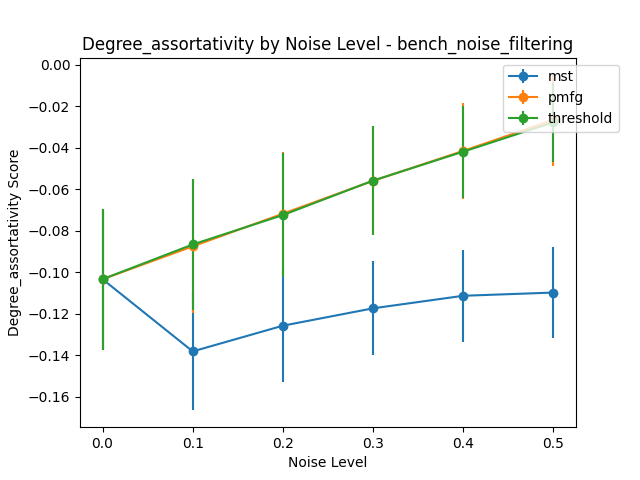 Degree_assortativity by Noise Level - bench_noise_filtering
mst
pmfg
threshold
Degree_assortativity Score
0.00
−0.02
−0.04
−0.06
−0.08
−0.10
−0.12
−0.14
−0.16
0.0 0.1 0.2 0.3 0.4 0.5
Noise Level